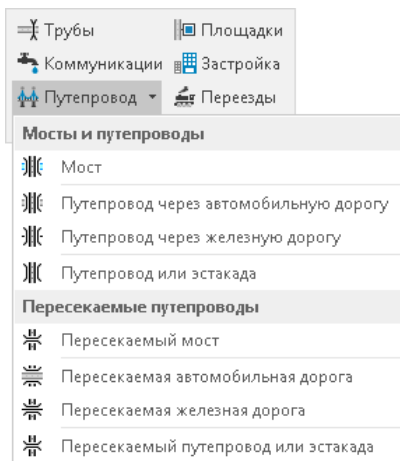 Трубы Площадки
Коммуникации Застройка
Путепровод Переезды
Мосты и путепроводы
Мост
Путепровод через автомобильную дорогу
Путепровод через железную дорогу
Путепровод или эстакада
Пересекаемые путепроводы
Пересекаемый мост
Пересекаемая автомобильная дорога
Пересекаемая железная дорога
Пересекаемый путепровод или эстакада